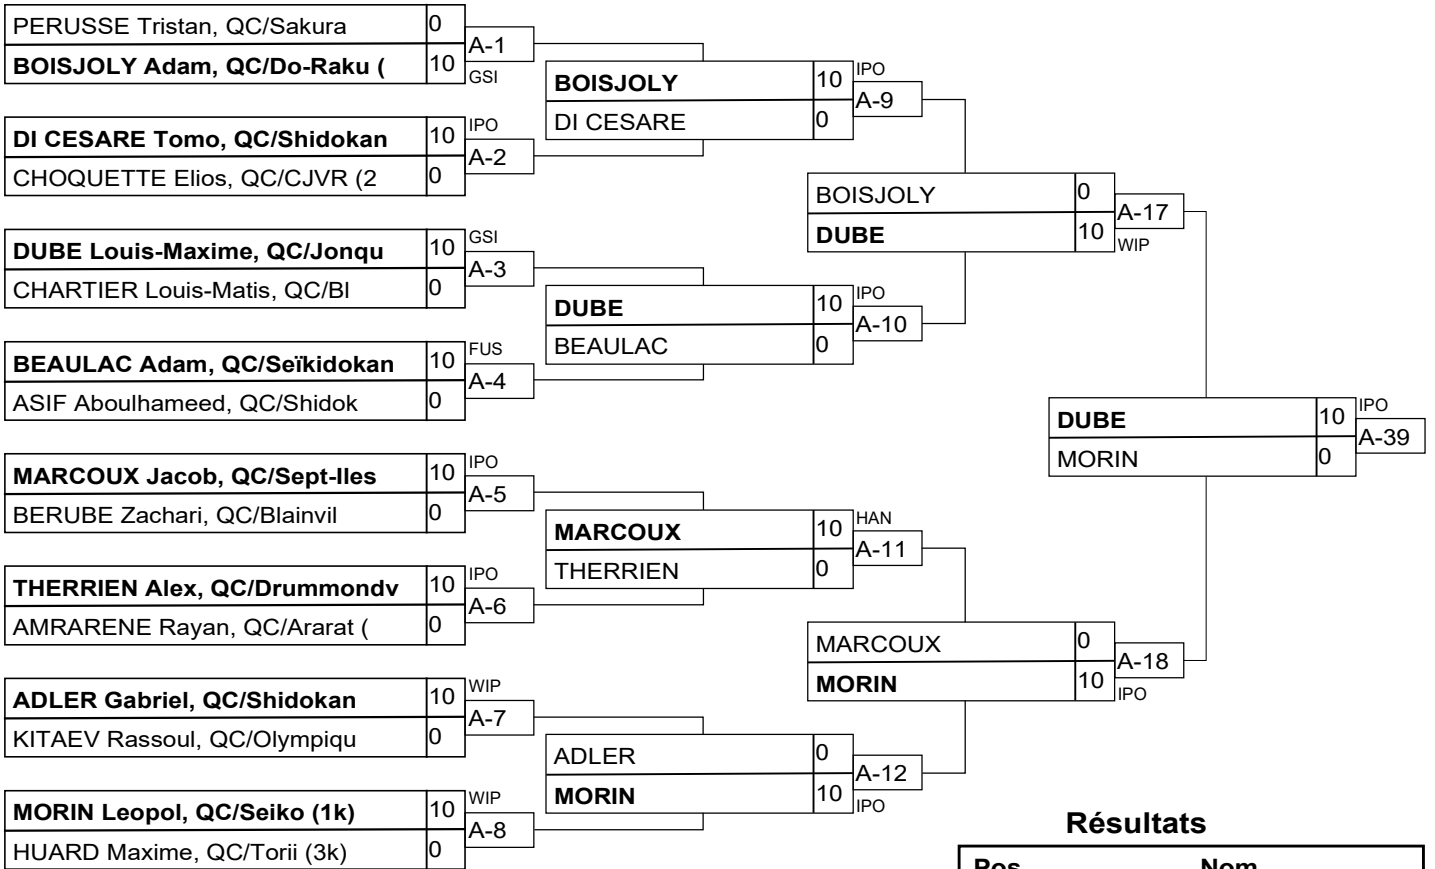 PERUSSE Tristan, QC/Sakura 0
A-1
BOISJOLY Adam, QC/Do-Raku ( 10
GSI
DI CESARE Tomo, QC/Shidokan 10 IPO
A-2
CHOQUETTE Elios, QC/CJVR (2 0
DUBE Louis-Maxime, QC/Jonqu 10 GSI
A-3
CHARTIER Louis-Matis, QC/Bl 0
BEAULAC Adam, QC/Seïkidokan 10 FUS
A-4
ASIF Aboulhameed, QC/Shidok 0
MARCOUX Jacob, QC/Sept-Iles 10 IPO
A-5
BERUBE Zachari, QC/Blainvil 0
THERRIEN Alex, QC/Drummondv 10 IPO
A-6
AMRARENE Rayan, QC/Ararat ( 0
ADLER Gabriel, QC/Shidokan 10 WIP
A-7
KITAEV Rassoul, QC/Olympiqu 0
MORIN Leopol, QC/Seiko (1k) 10 WIP
A-8
HUARD Maxime, QC/Torii (3k) 0
BOISJOLY 10 IPO
A-9
DI CESARE 0
DUBE 10 IPO
A-10
BEAULAC 0
MARCOUX 10 HAN
A-11
THERRIEN 0
ADLER 0
A-12
MORIN 10 IPO
BOISJOLY 0
A-17
DUBE 10 WIP
MARCOUX 0
A-18
MORIN 10 IPO
DUBE 10 IPO
A-39
MORIN 0
Résultats
Pos Nom